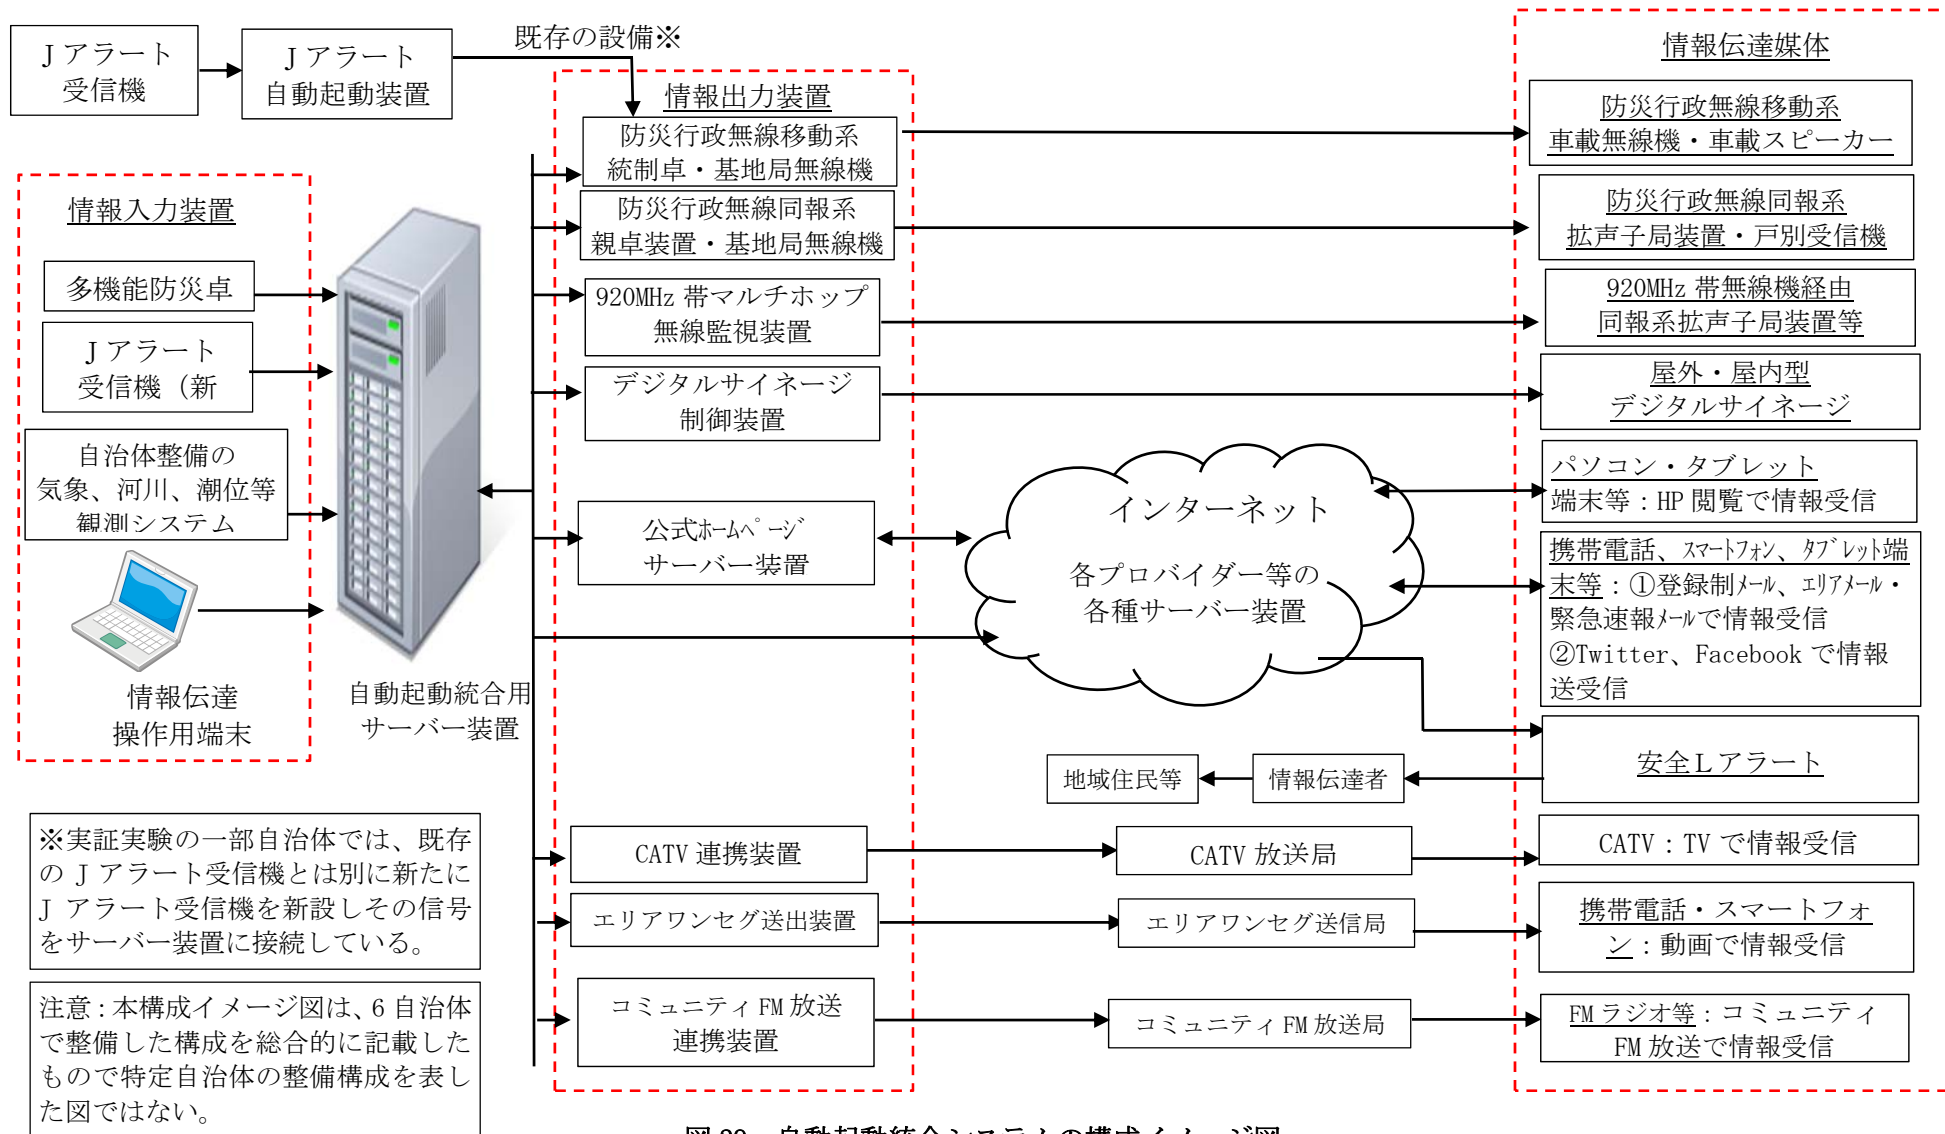 Jアラート
受信機
Jアラート
自動起動装置
既存の設備※
情報入力装置
多機能防災卓
Jアラート
受信機（新
自治体整備の
気象、河川、潮位等
観測システム
情報伝達
操作用端末
自動起動統合用
サーバー装置
情報出力装置
防災行政無線移動系
統制卓・基地局無線機
防災行政無線同報系
親卓装置・基地局無線機
920MHz 帯マルチホップ
無線監視装置
デジタルサイネージ
制御装置
公式ﾎｰﾑﾍﾟｰｼﾞ
サーバー装置
CATV 連携装置
エリアワンセグ送出装置
コミュニティ FM 放送
連携装置
インターネット
各プロバイダー等の
各種サーバー装置
地域住民等
情報伝達者
CATV 放送局
エリアワンセグ送信局
コミュニティ FM 放送局
情報伝達媒体
防災行政無線移動系
車載無線機・車載スピーカー
防災行政無線同報系
拡声子局装置・戸別受信機
920MHz 帯無線機経由
同報系拡声子局装置等
屋外・屋内型
デジタルサイネージ
パソコン・タブレット
端末等：HP 閲覧で情報受信
携帯電話、ｽﾏｰﾄﾌｫﾝ、ﾀﾌﾞﾚｯﾄ端
末等：①登録制ﾒｰﾙ、ｴﾘｱﾒｰﾙ・
緊急速報ﾒｰﾙで情報受信
②Twitter、Facebook で情報
送受信
安全Ｌアラート
CATV：TV で情報受信
携帯電話・スマートフォ
ン：動画で情報受信
FM ラジオ等：コミュニティ
FM 放送で情報受信
※実証実験の一部自治体では、既存
の J アラート受信機とは別に新たに
J アラート受信機を新設しその信号
をサーバー装置に接続している。
注意：本構成イメージ図は、6 自治体
で整備した構成を総合的に記載した
もので特定自治体の整備構成を表し
た図ではない。
自動起動統合システムの構成イメージ図